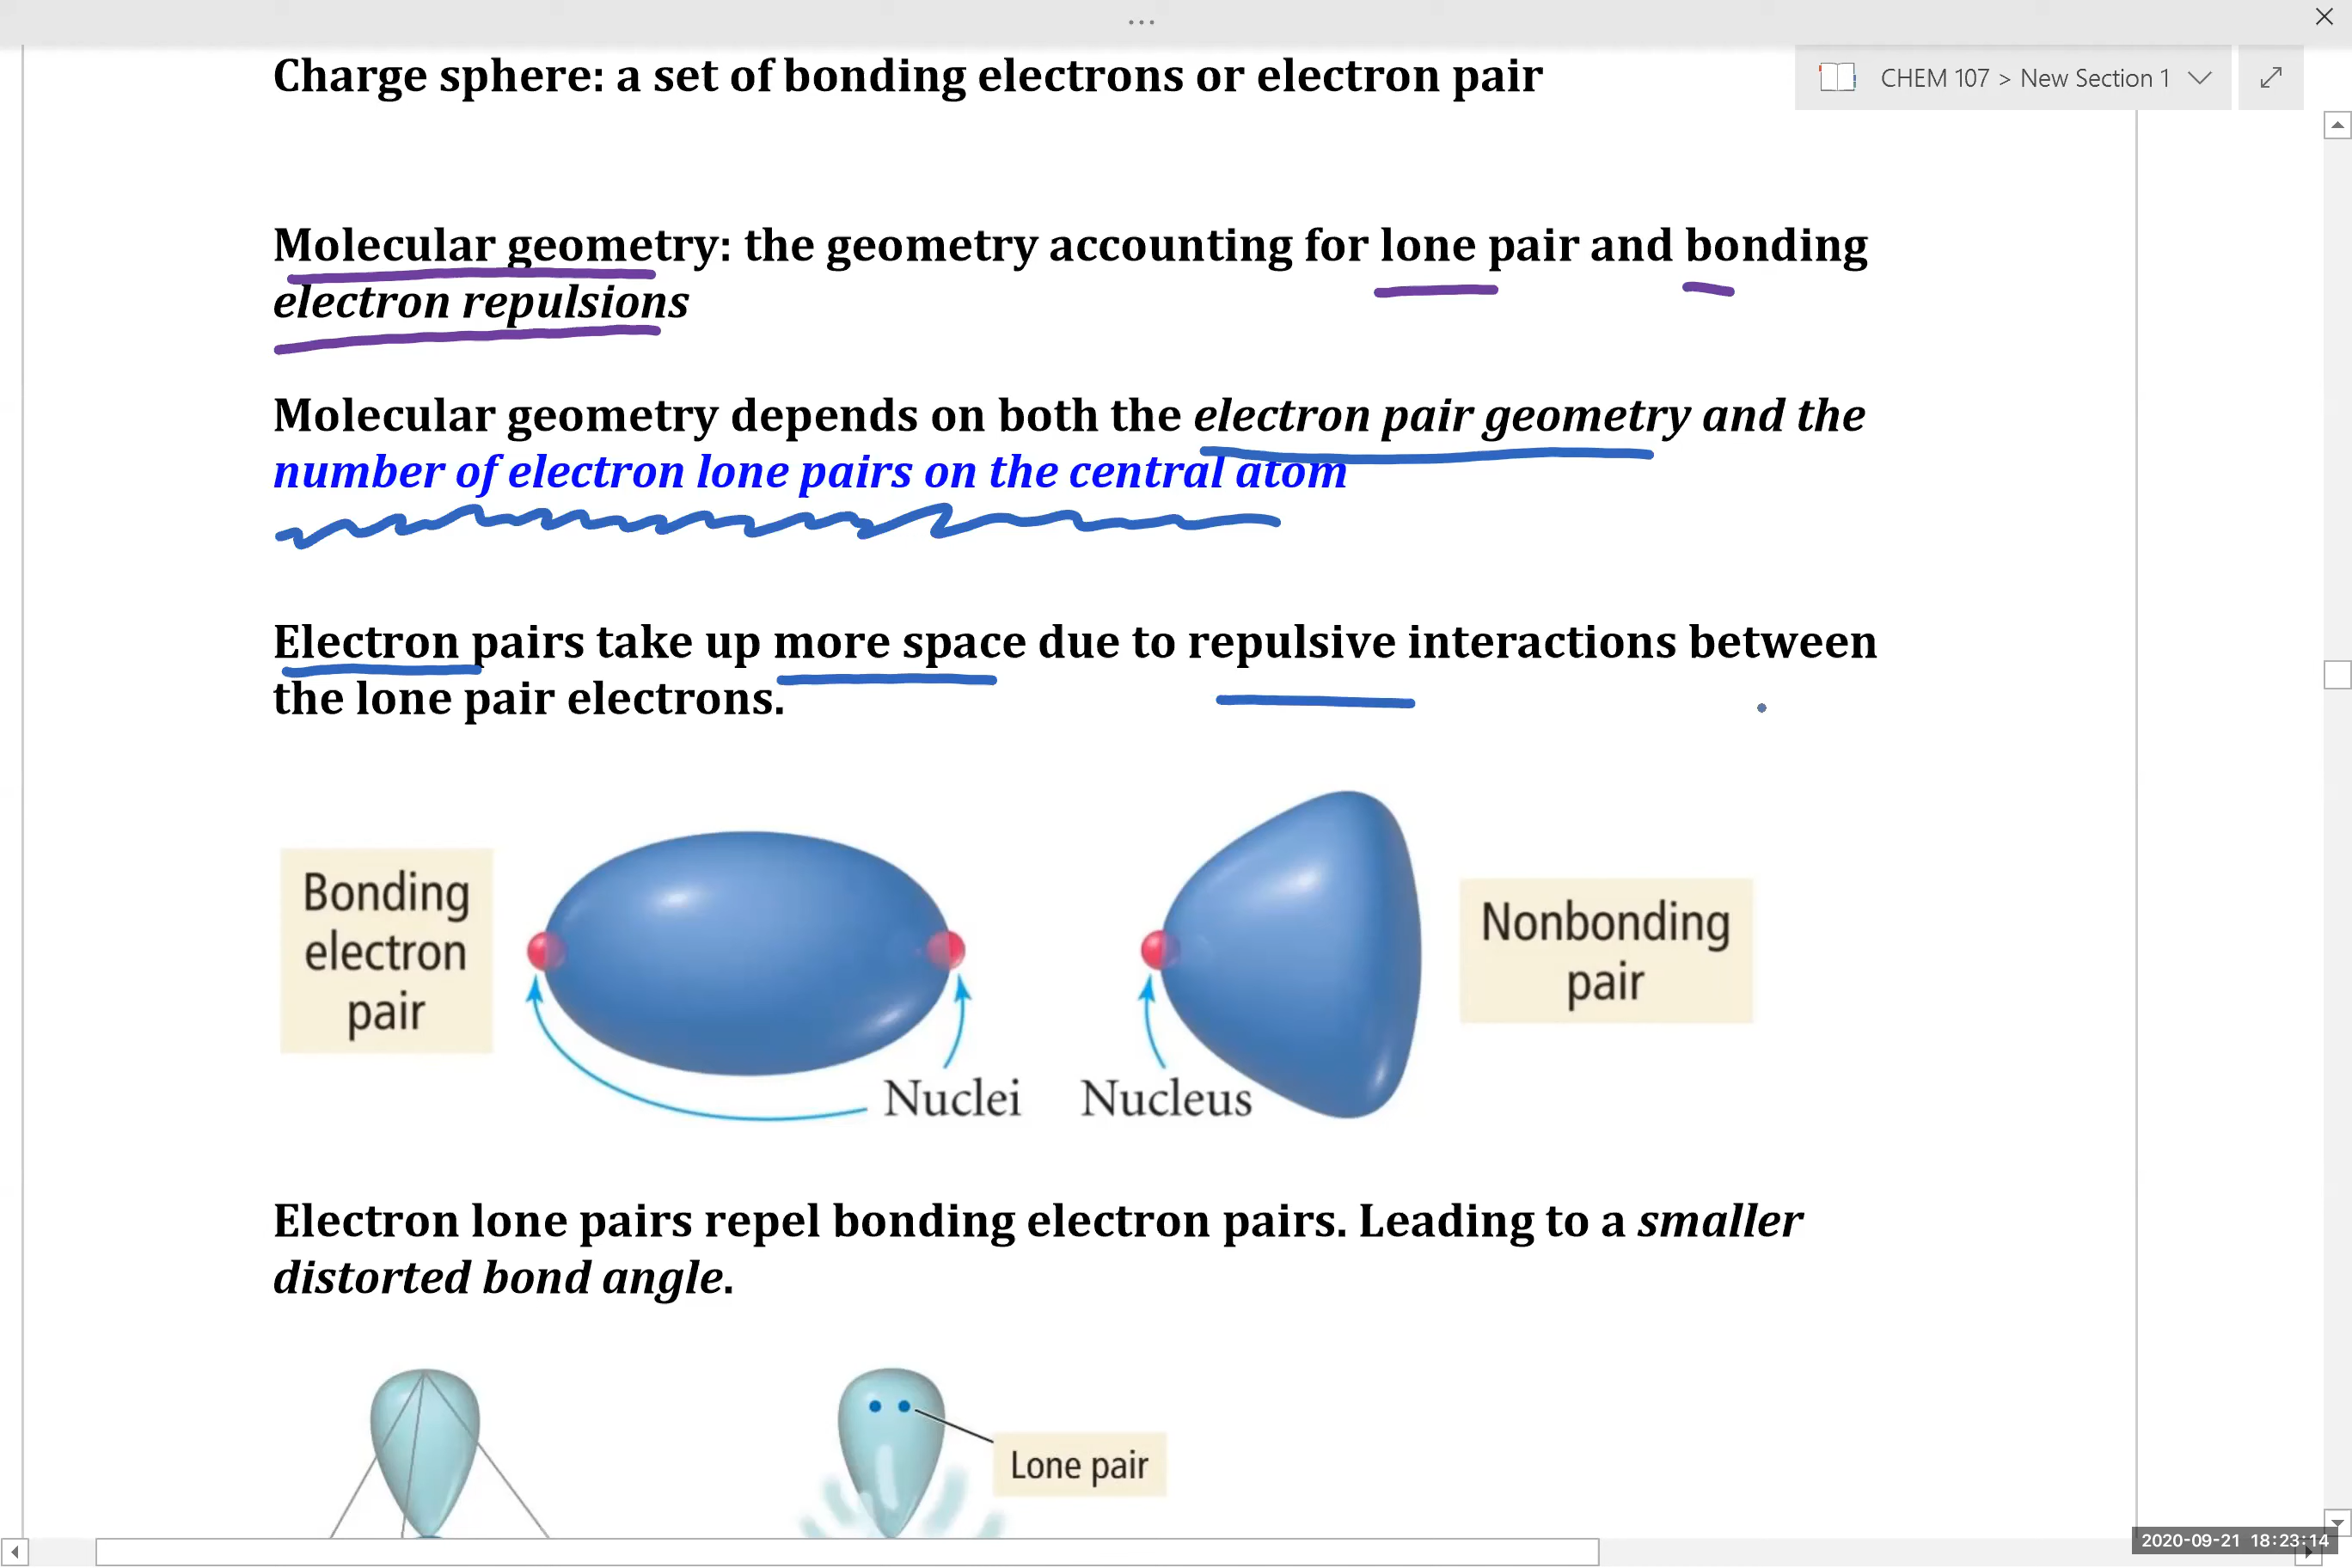 ...
CHEM 107 > New Section 1
Charge sphere: a set of bonding electrons or electron pair
Molecular geometry: the geometry accounting for lone pair and bonding
electron repulsions
Molecular geometry depends on both the electron pair geometry and the
number of electron lone pairs on the central atom
Electron pairs take up more space due to repulsive interactions between
the lone pair electrons.
Bonding
electron
pair
Nuclei
Nucleus
Nonbonding
pair
Electron lone pairs repel bonding electron pairs. Leading to a smaller
distorted bond angle.
Lone pair
2020-09-21 18:23:14